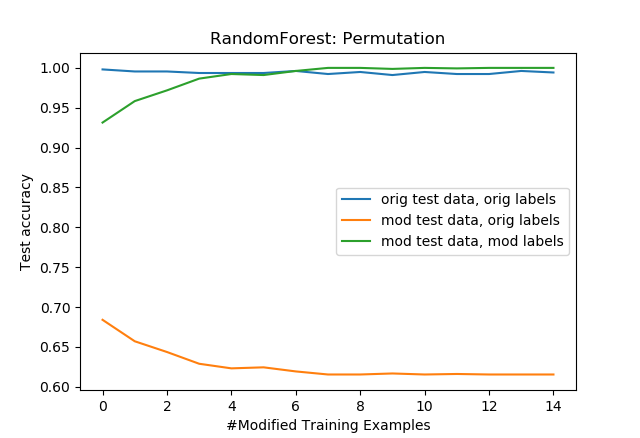 RandomForest: Permutation
1.00
0.95
0.90
0.85
0.80
0.75
0.70
0.65
0.60
Test accuracy
orig test data, orig labels
mod test data, orig labels
mod test data, mod labels
0 2 4 6 8 10 12 14
#Modified Training Examples